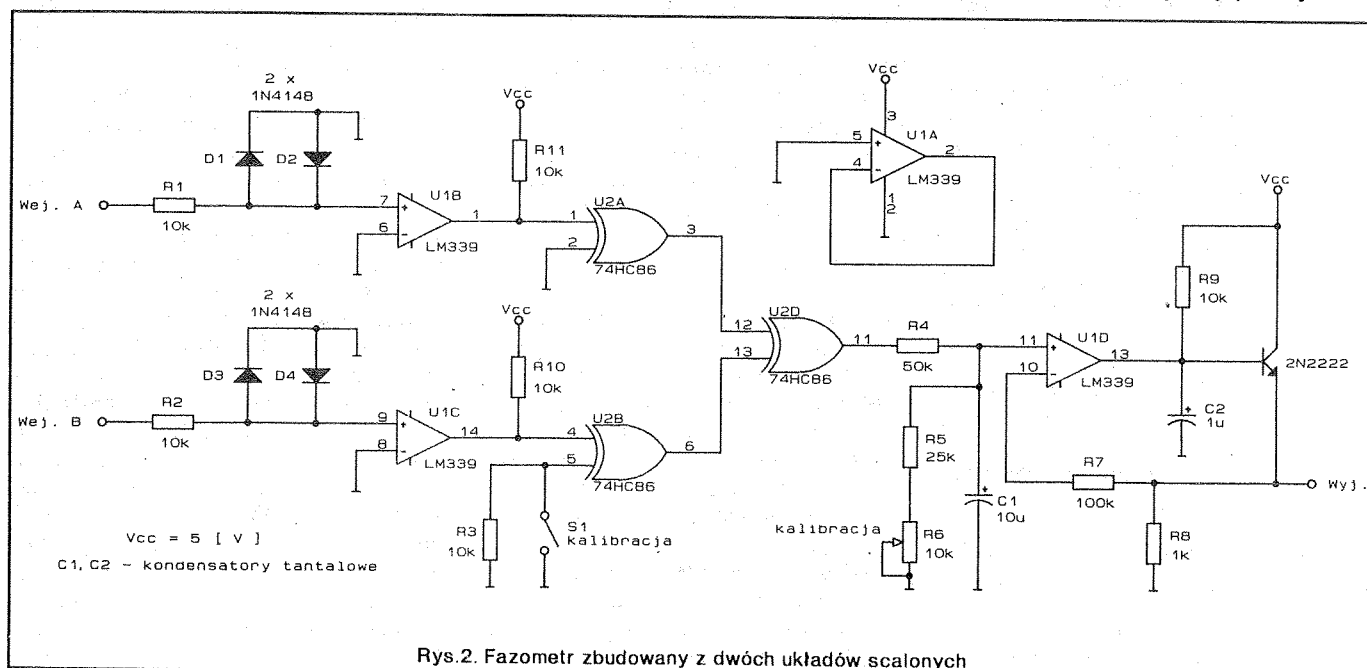 2 x
1N4148
D1
D2
R1
10k
Wej. A
7
6
+
-
U1B
LM339
1
Vcc
R11
10k
U2A
1
2
3
74HC86
2 x
1N4148
D3
D4
R2
10k
Wej. B
9
8
+
-
U1C
LM339
14
Vcc
R10
10k
U2B
4
5
6
74HC86
R3
10k
S1
kalibracja
Vcc = 5 [ V ]
C1, C2 - kondensatory tantalowe
Vcc
3
5
4
+
-
U1A
LM339
2
1
2
U2D
12
13
11
74HC86
R4
50k
R5
25k
kalibracja
R6
10k
+
C1
10u
11
10
+
-
U1D
LM339
13
Vcc
R9
10k
2N2222
+
C2
1u
R7
100k
R8
1k
Wyj.
Rys.2. Fazometr zbudowany z dwóch układów scalonych